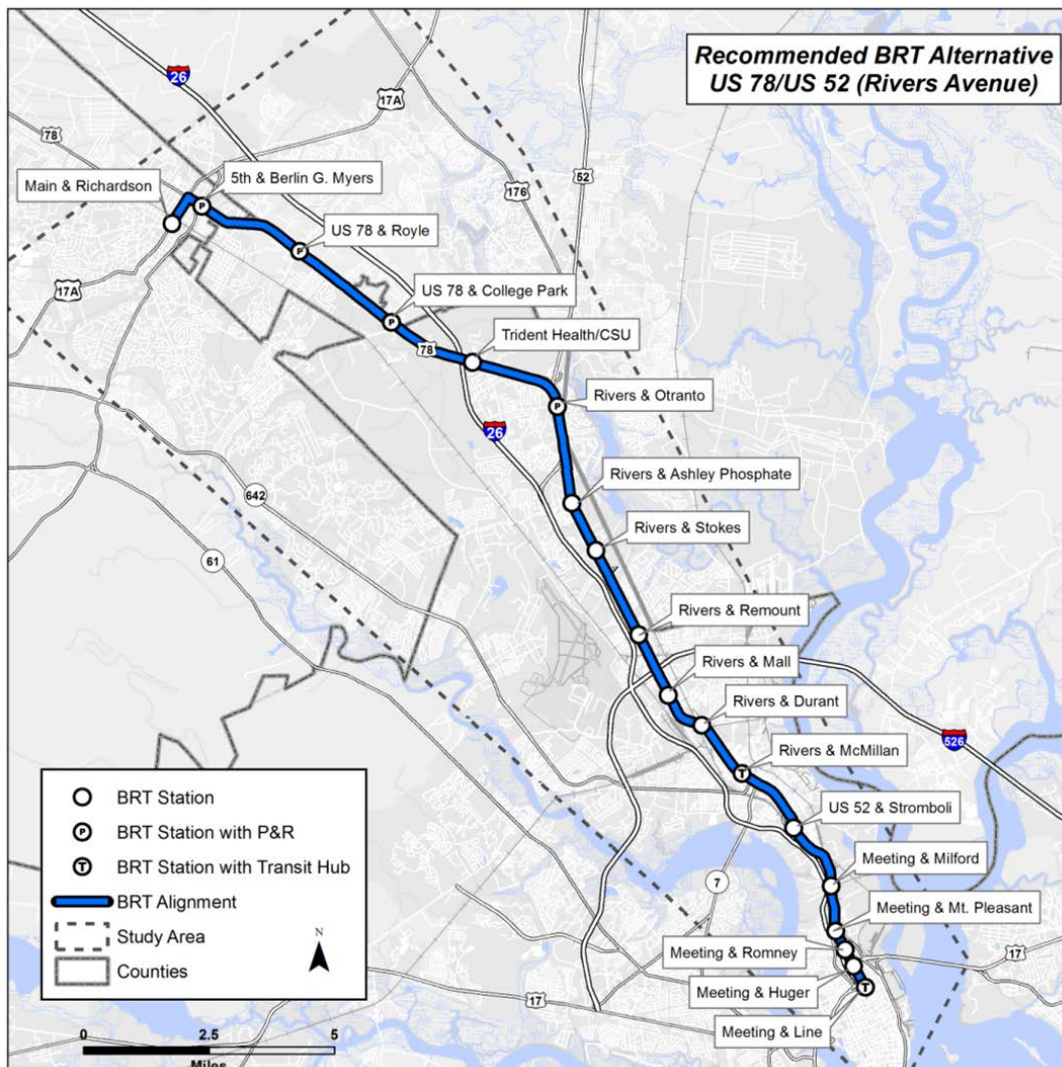 Recommended BRT Alternative
US 78/US 52 (Rivers Avenue)
26
17A
78
176
52
Main & Richardson
5th & Berlin G. Myers
P
US 78 & Royle
P
17A
US 78 & College Park
P
78
Trident Health/CSU
Rivers & Otranto
P
26
Rivers & Ashley Phosphate
642
Rivers & Stokes
61
Rivers & Remount
Rivers & Mall
Rivers & Durant
526
Rivers & McMillan
T
US 52 & Stromboli
7
Meeting & Milford
Meeting & Mt. Pleasant
Meeting & Romney
17
Meeting & Huger
T
17
Meeting & Line
BRT Station
P BRT Station with P&R
T BRT Station with Transit Hub
BRT Alignment
Study Area
Counties
N
0 2.5 5
Miles